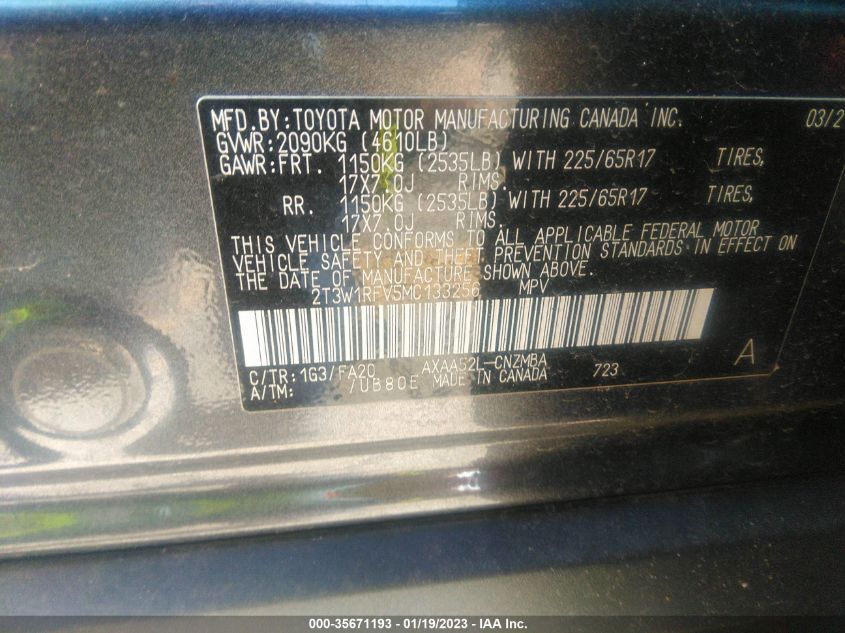 MFD.BY:TOYOTA MOTOR MANUFACTURING CANADA INC. 03/2
GVWR:2090KG (4610LB)
GAWR:FRT. 1150KG (2535LB) WITH 225/65R17 TIRES,
17X7.0J RIMS.
RR. 1150KG (2535LB) WITH 225/65R17 TIRES,
17X7.0J RIMS.
THIS VEHICLE CONFORMS TO ALL APPLICABLE FEDERAL MOTOR
VEHICLE SAFETY AND THEFT PREVENTION STANDARDS IN EFFECT ON
THE DATE OF MANUFACTURE SHOWN ABOVE.
2T3W1RFV5MC133256 MPV
C/TR:1G3/FA20 AXAA52L-CNZMBA 723 A
A/TM: /UB80E MADE IN CANADA
000-35671193 - 01/19/2023 - IAA Inc.